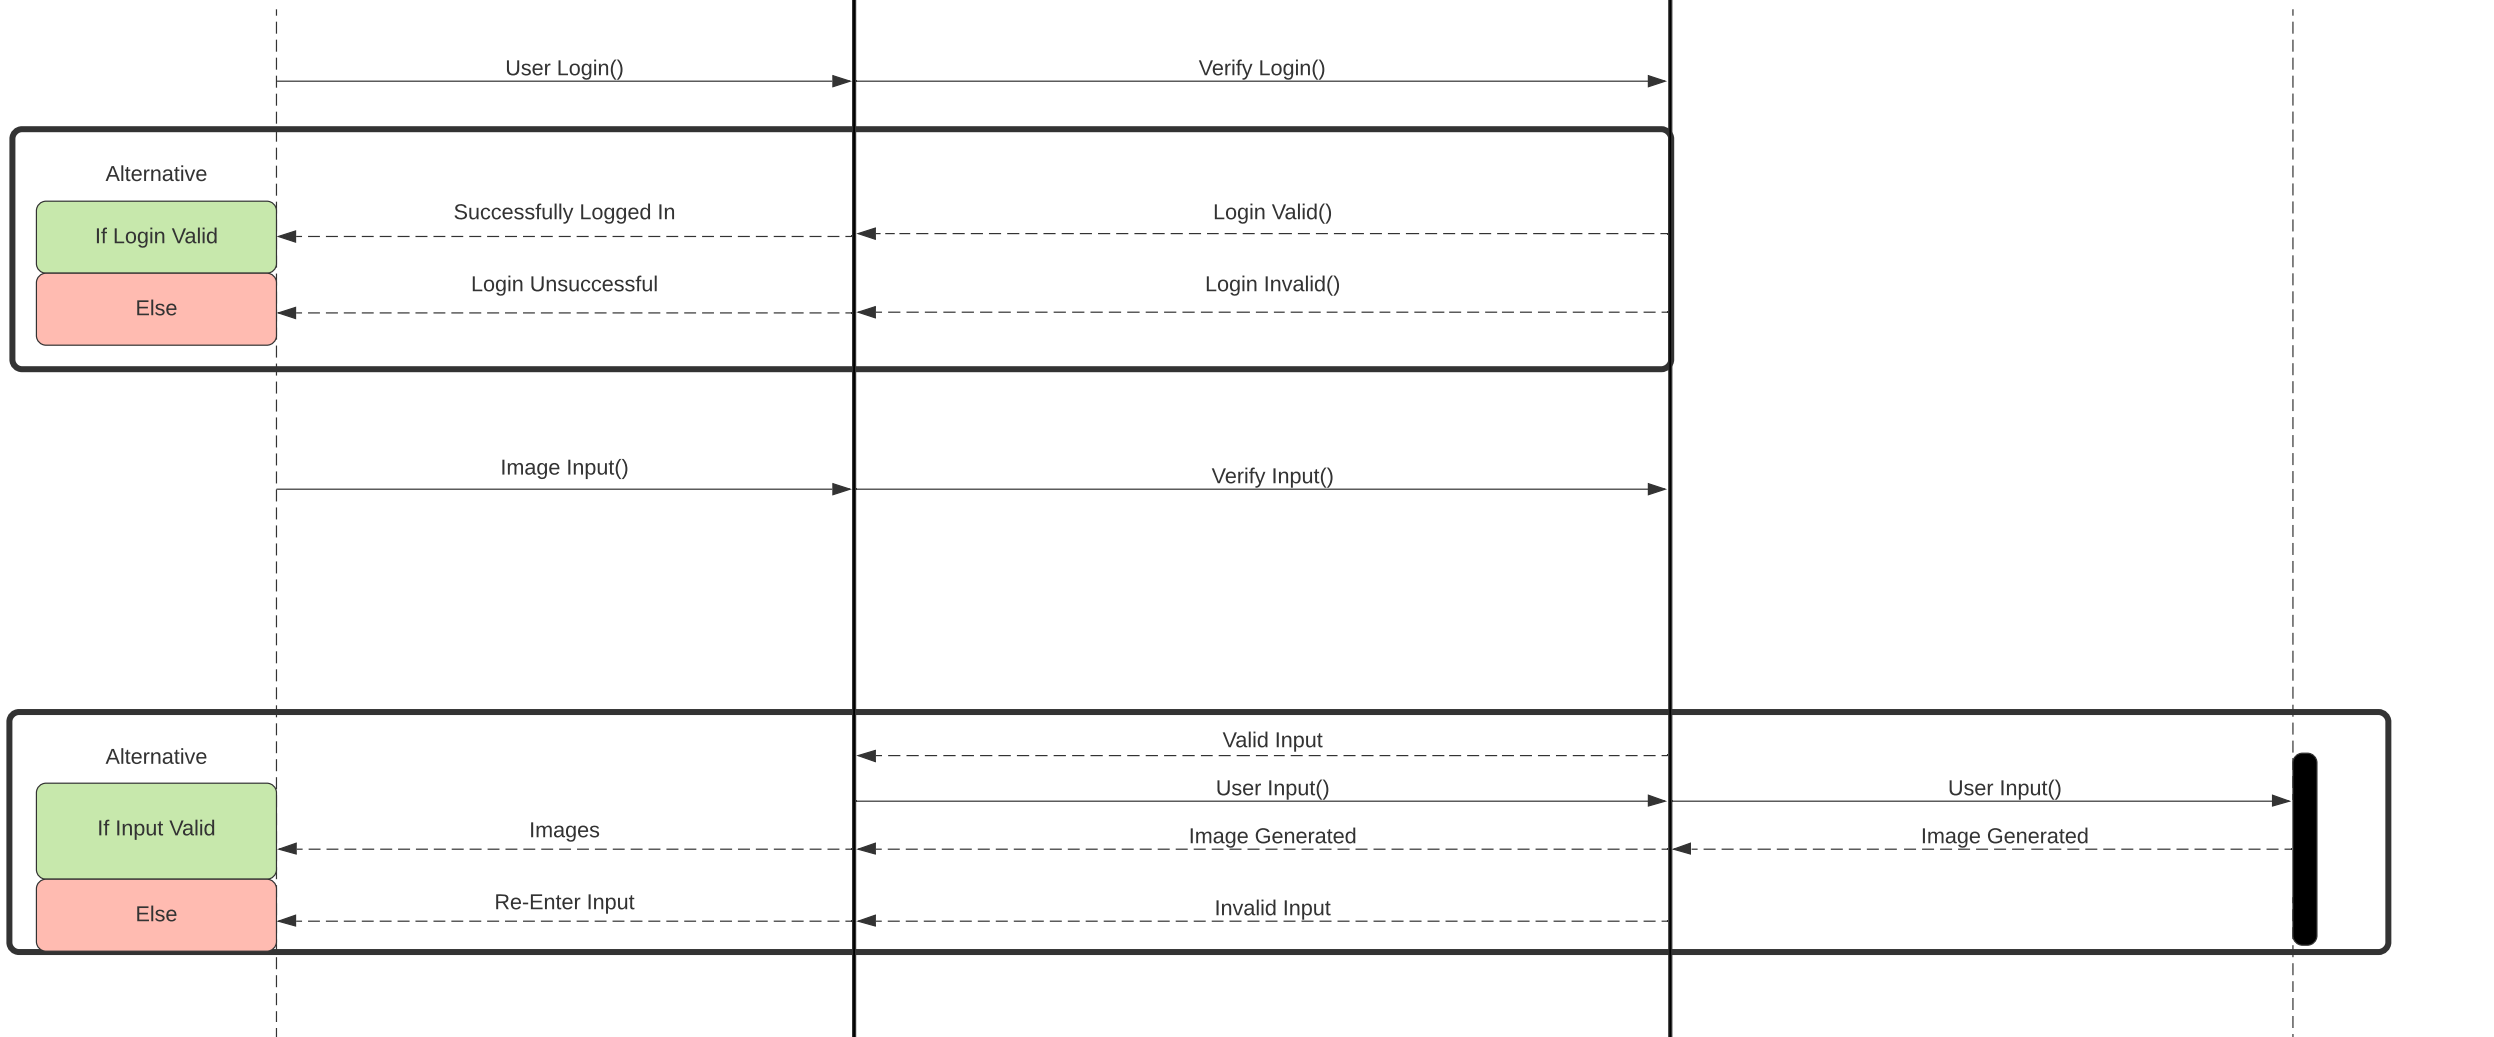 User Login()
Verify Login()
Alternative
Successfully Logged In
Login Valid()
If Login Valid
Login Unsuccessful
Login Invalid()
Else
Image Input()
Verify Input()
Valid Input
Alternative
User Input()
User Input()
If Input Valid
Images
Image Generated
Image Generated
Re-Enter Input
Invalid Input
Else